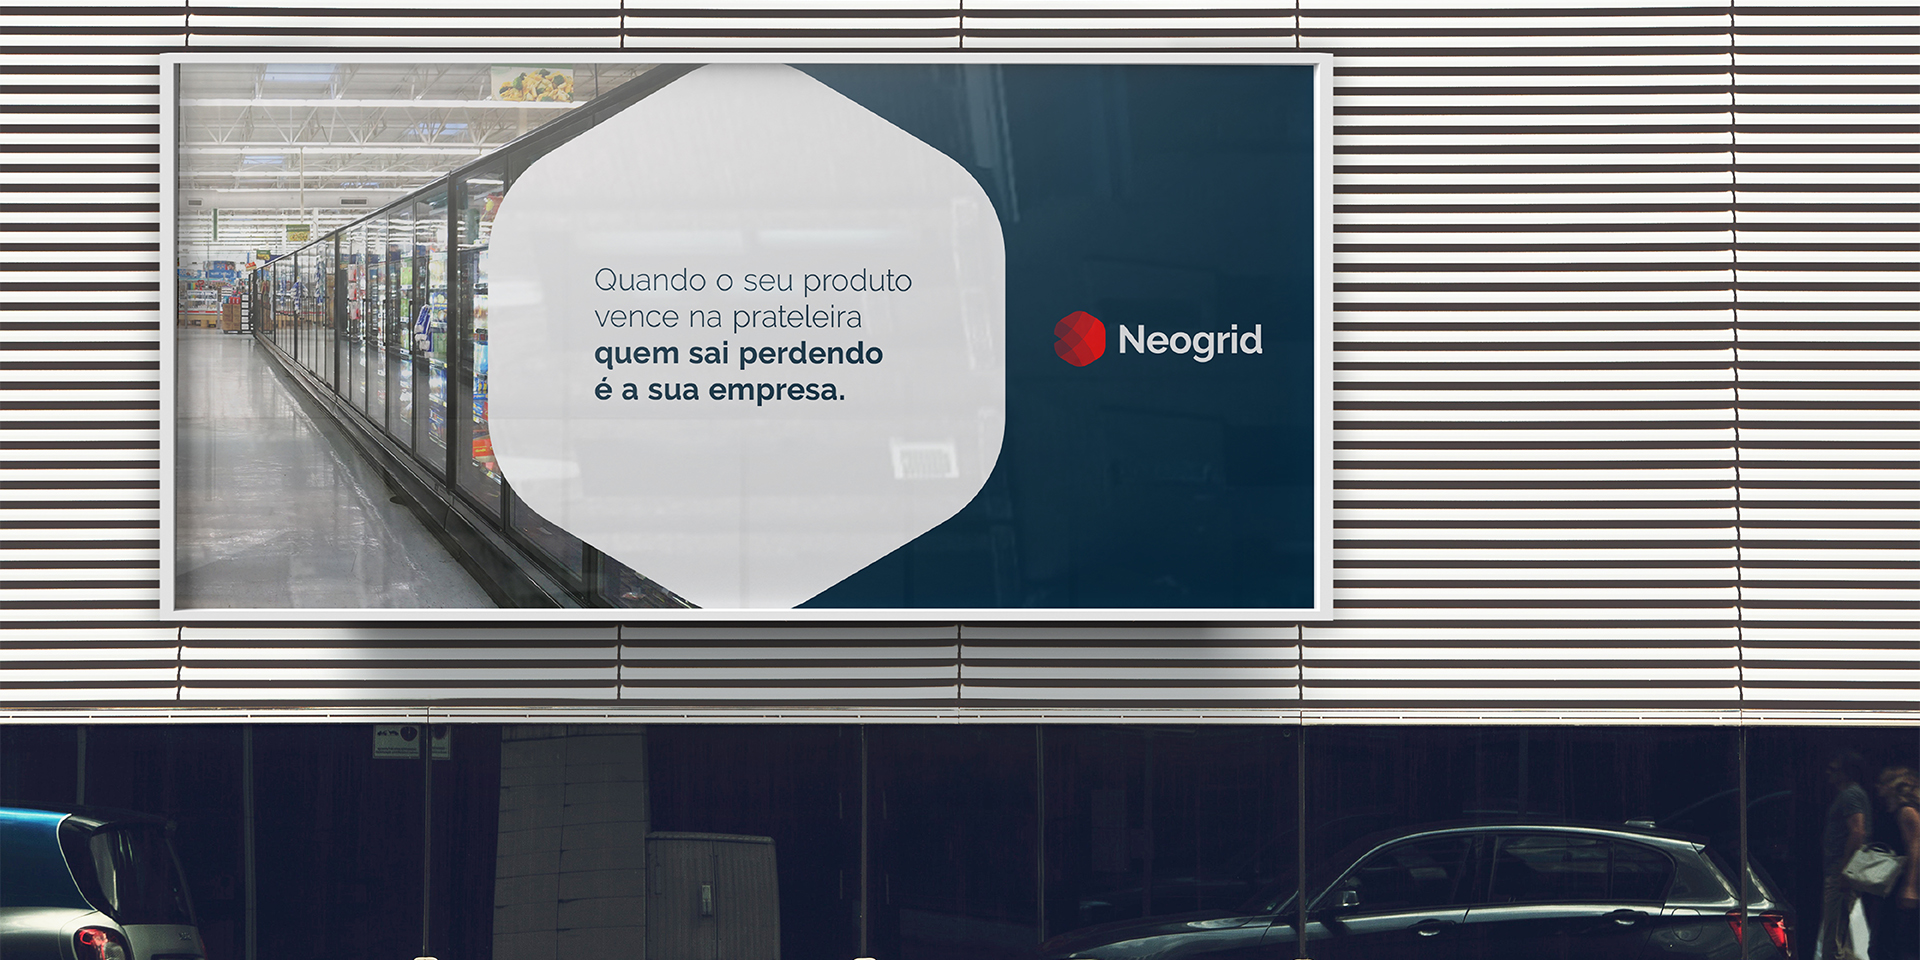 Quando o seu produto
vence na prateleira
quem sai perdendo
é a sua empresa.
Neogrid